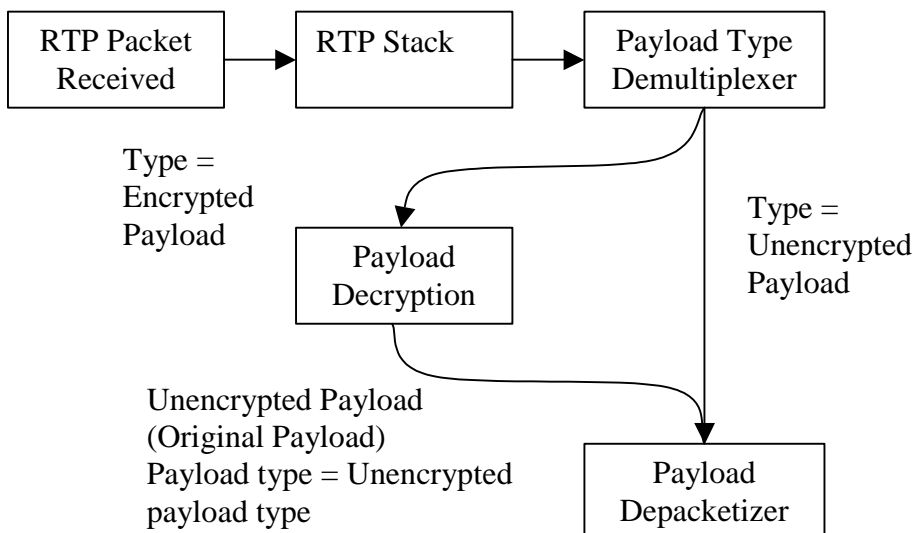 RTP Packet
Received
RTP Stack
Payload Type
Demultiplexer
Type =
Encrypted
Payload
Type =
Unencrypted
Payload
Payload
Decryption
Unencrypted Payload
(Original Payload)
Payload type = Unencrypted
payload type
Payload
Depacketizer